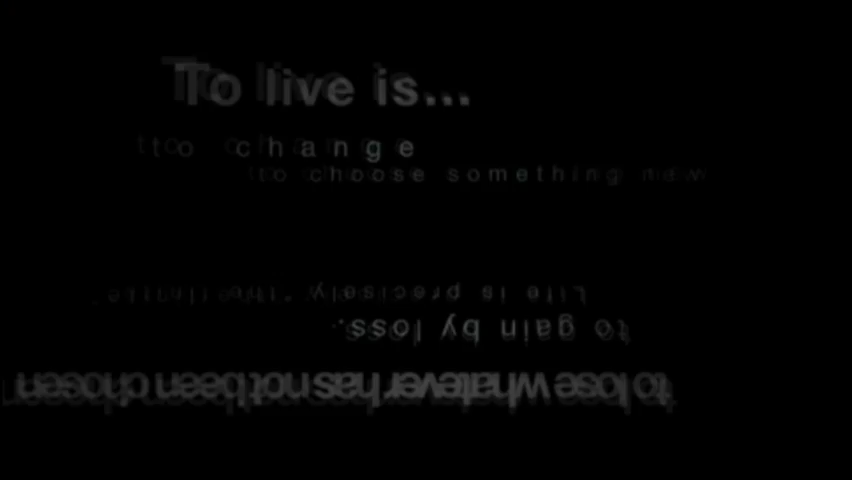 To live is...
to change
to choose something new
to lose whatever has not been chosen
to gain by loss.
Life is precisely